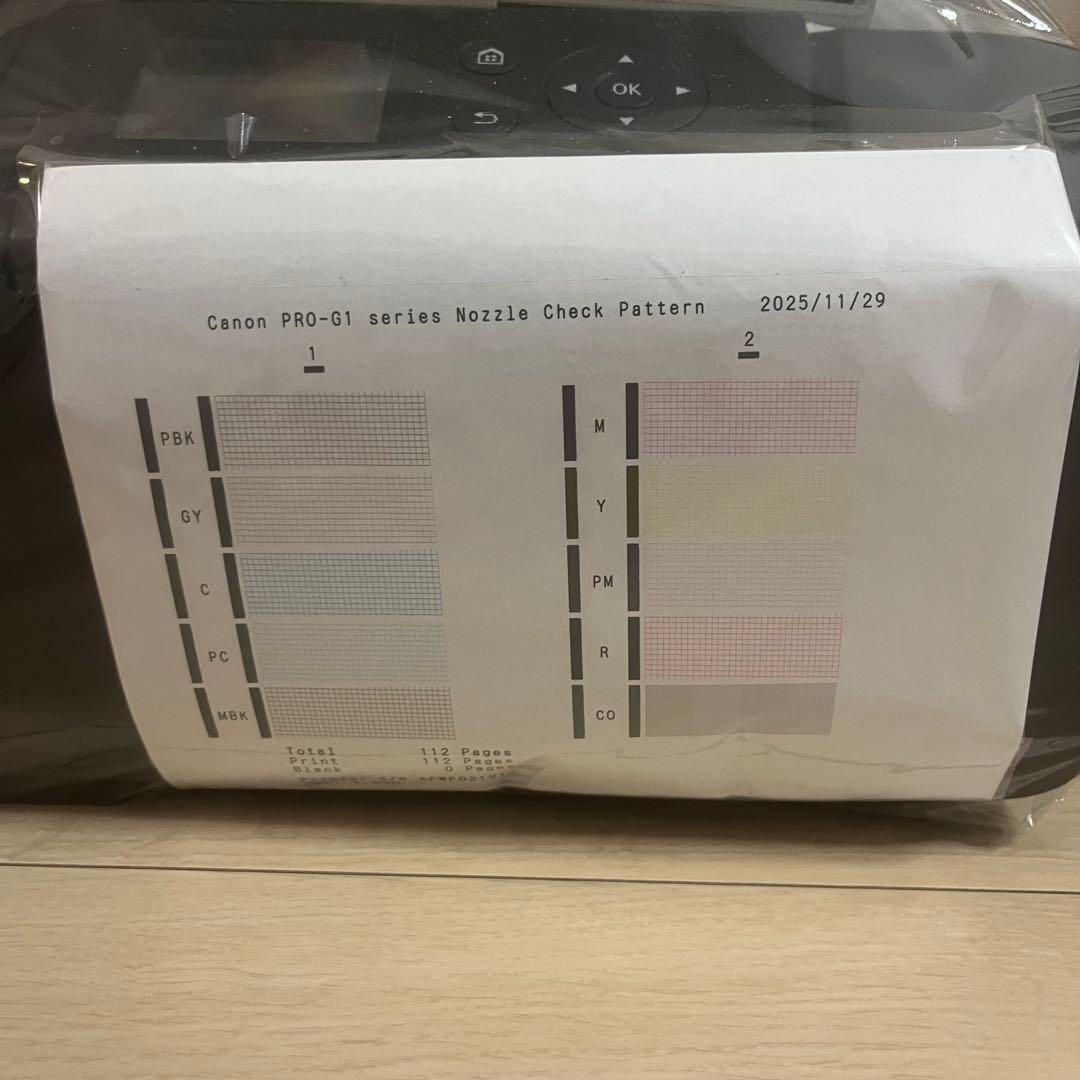 OK
Canon PRO-G1 series Nozzle Check Pattern 2025/11/29
1 2
PBK M
GY Y
C PM
PC R
MBK CO
Total 112 Pages
Print 112 Pages
Blank 0 Pages